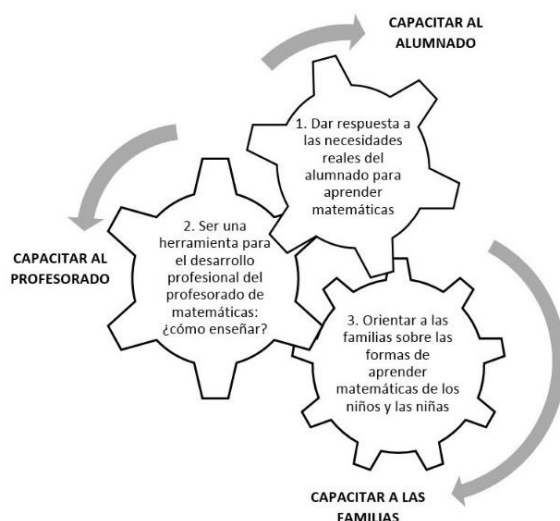 CAPACITAR AL
ALUMNADO
1. Dar respuesta a
las necesidades
reales del
alumnado para
aprender
matemáticas
CAPACITAR AL
PROFESORADO
2. Ser una
herramienta para
el desarrollo
profesional del
profesorado de
matemáticas:
¿cómo enseñar?
3. Orientar a las
familias sobre las
formas de
aprender
matemáticas de los
niños y las niñas
CAPACITAR A LAS
FAMILIAS